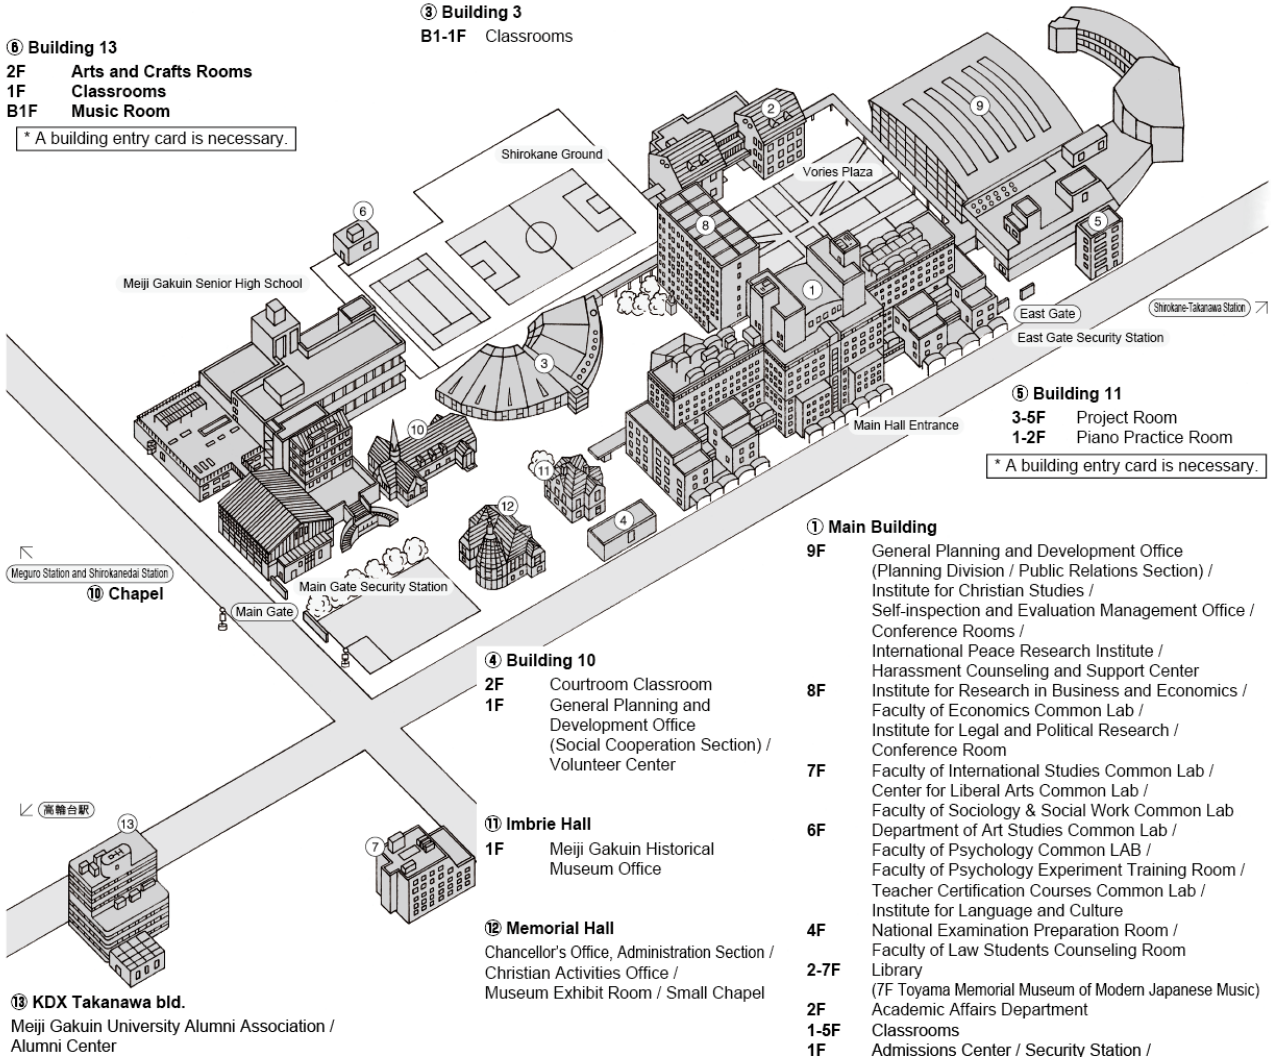 ③ Building 3
B1-1F Classrooms
⑥ Building 13
2F Arts and Crafts Rooms
1F Classrooms
B1F Music Room
* A building entry card is necessary.
2
9
Shirokane Ground
Vories Plaza
6
8
5
Meiji Gakuin Senior High School
1
Shirokane-Takanawa Station
East Gate
East Gate Security Station
3
⑤ Building 11
3-5F Project Room
1-2F Piano Practice Room
* A building entry card is necessary.
Main Hall Entrance
10
11
12
4
Meguro Station and Shirokanedai Station
⑩ Chapel
Main Gate Security Station
Main Gate
① Main Building
9F General Planning and Development Office
(Planning Division / Public Relations Section) /
Institute for Christian Studies /
Self-inspection and Evaluation Management Office /
Conference Rooms /
International Peace Research Institute /
Harassment Counseling and Support Center
8F Institute for Research in Business and Economics /
Faculty of Economics Common Lab /
Institute for Legal and Political Research /
Conference Room
7F Faculty of International Studies Common Lab /
Center for Liberal Arts Common Lab /
Faculty of Sociology & Social Work Common Lab
6F Department of Art Studies Common Lab /
Faculty of Psychology Common LAB /
Faculty of Psychology Experiment Training Room /
Teacher Certification Courses Common Lab /
Institute for Language and Culture
4F National Examination Preparation Room /
Faculty of Law Students Counseling Room
2-7F Library
(7F Toyama Memorial Museum of Modern Japanese Music)
2F Academic Affairs Department
1-5F Classrooms
1F Admissions Center / Security Station /
④ Building 10
2F Courtroom Classroom
1F General Planning and
Development Office
(Social Cooperation Section) /
Volunteer Center
⑪ Imbrie Hall
1F Meiji Gakuin Historical
Museum Office
⑫ Memorial Hall
Chancellor's Office, Administration Section /
Christian Activities Office /
Museum Exhibit Room / Small Chapel
高輪台駅
13
7
⑬ KDX Takanawa bld.
Meiji Gakuin University Alumni Association /
Alumni Center